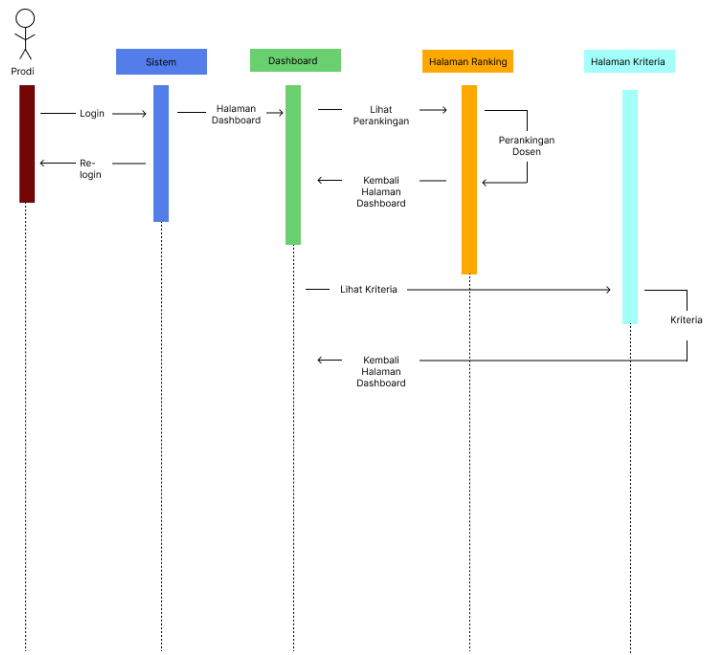 Prodi
Sistem
Dashboard
Halaman Ranking
Halaman Kriteria
Login
Halaman
Dashboard
Lihat
Perankingan
Perankingan
Dosen
Re-
login
Kembali
Halaman
Dashboard
Lihat Kriteria
Kriteria
Kembali
Halaman
Dashboard